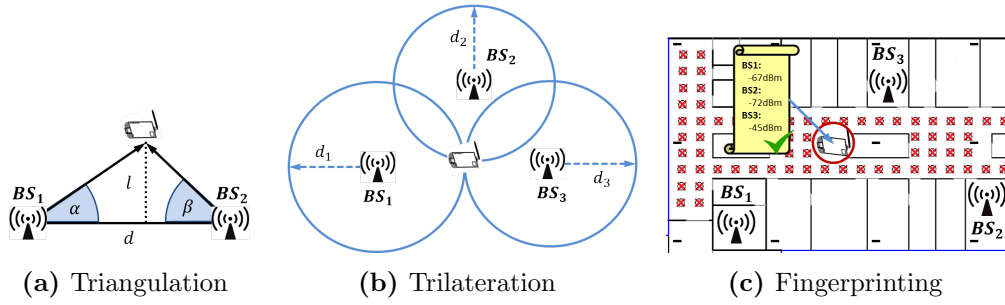 BS₁
α
l
β
BS₂
d
(a) Triangulation
d₂
BS₂
d₁
BS₁
BS₃
d₃
(b) Trilateration
BS1:
-67dBm
BS2:
-72dBm
BS3:
-45dBm
BS₃
BS₁
BS₂
(c) Fingerprinting